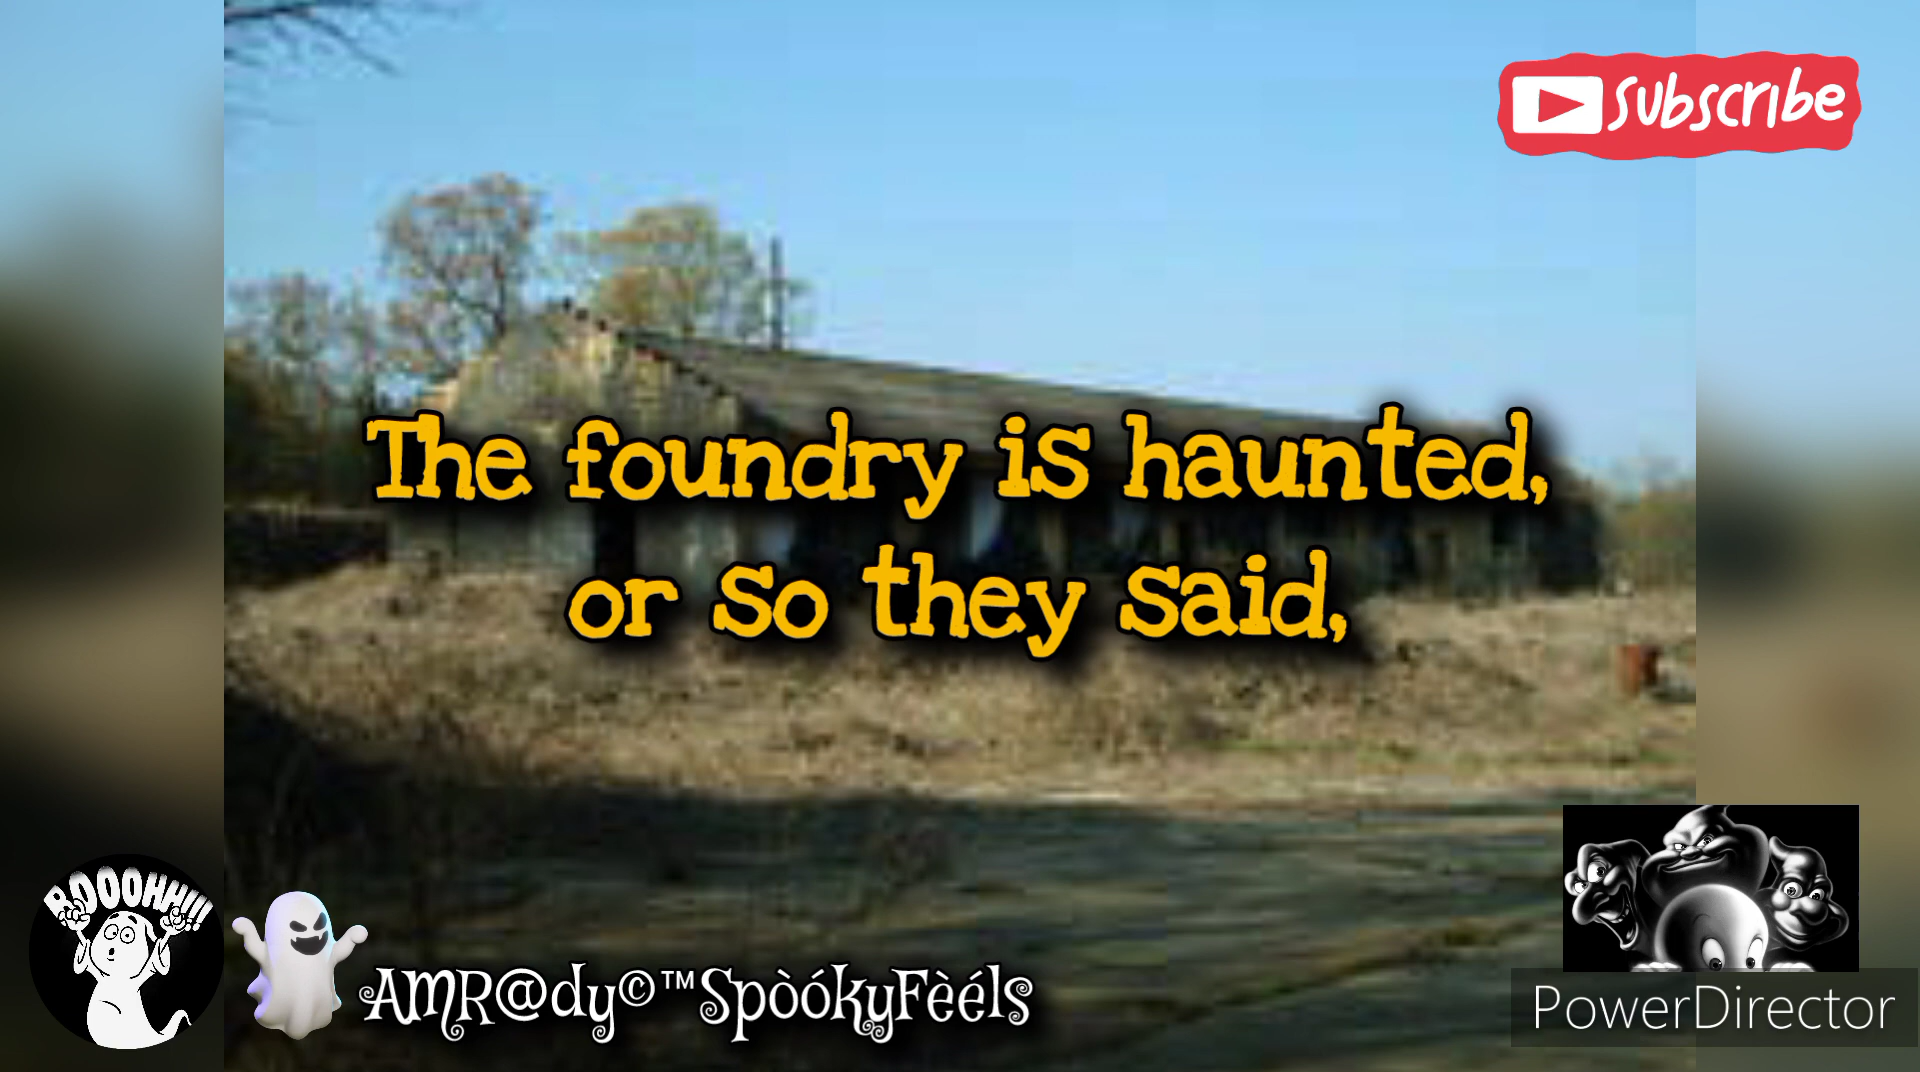 Subscribe
The foundry is haunted,
or so they said,
BOOOHH!!!
AMR@dy©™SpòókyFèéls
PowerDirector